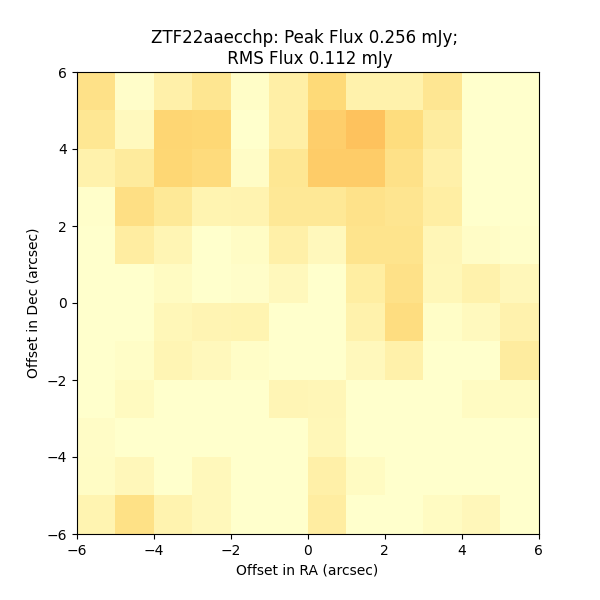 ZTF22aaecchp: Peak Flux 0.256 mJy;
RMS Flux 0.112 mJy
6
4
2
0
−2
−4
−6
Offset in Dec (arcsec)
−6 −4 −2 0 2 4 6
Offset in RA (arcsec)